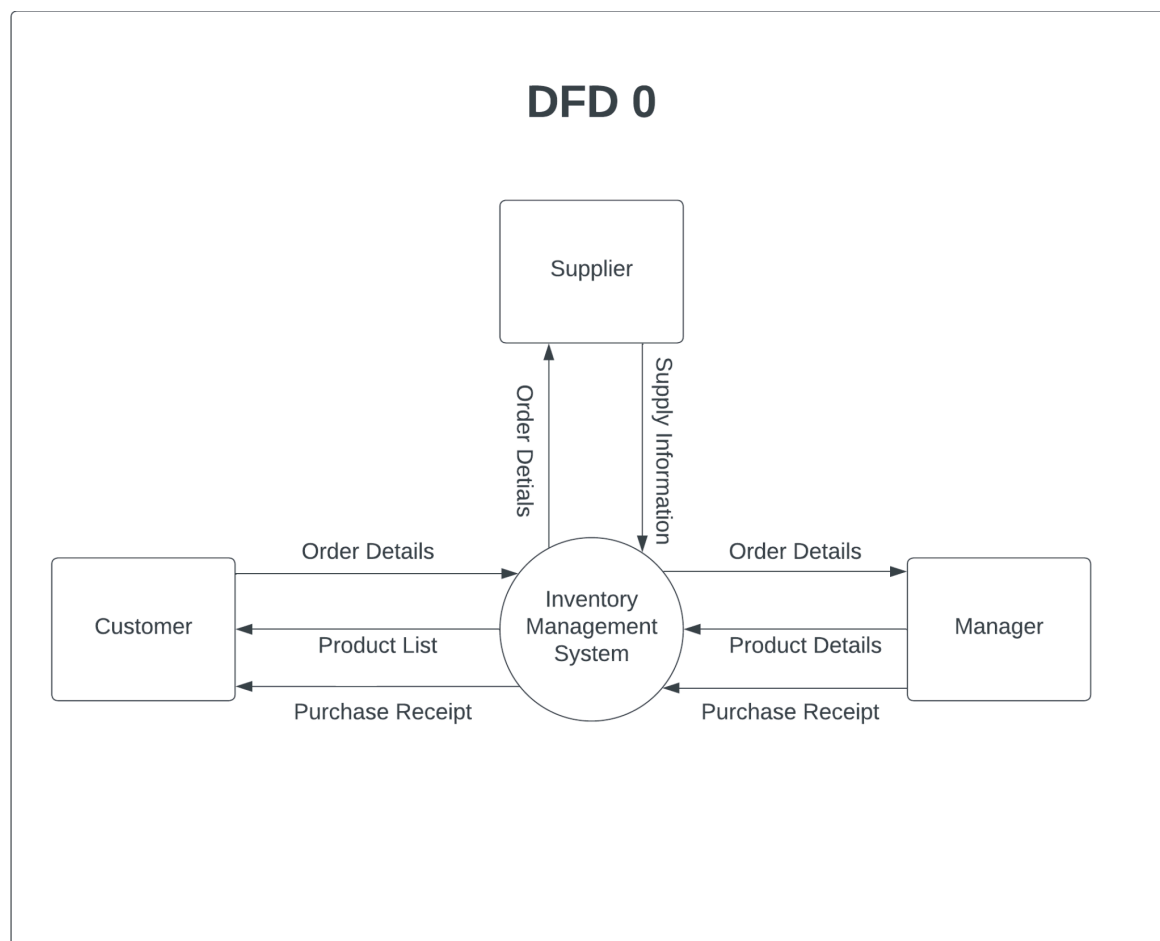 DFD 0
Supplier
Order Detials
Supply Information
Order Details
Order Details
Customer
Inventory
Management
System
Manager
Product List
Product Details
Purchase Receipt
Purchase Receipt